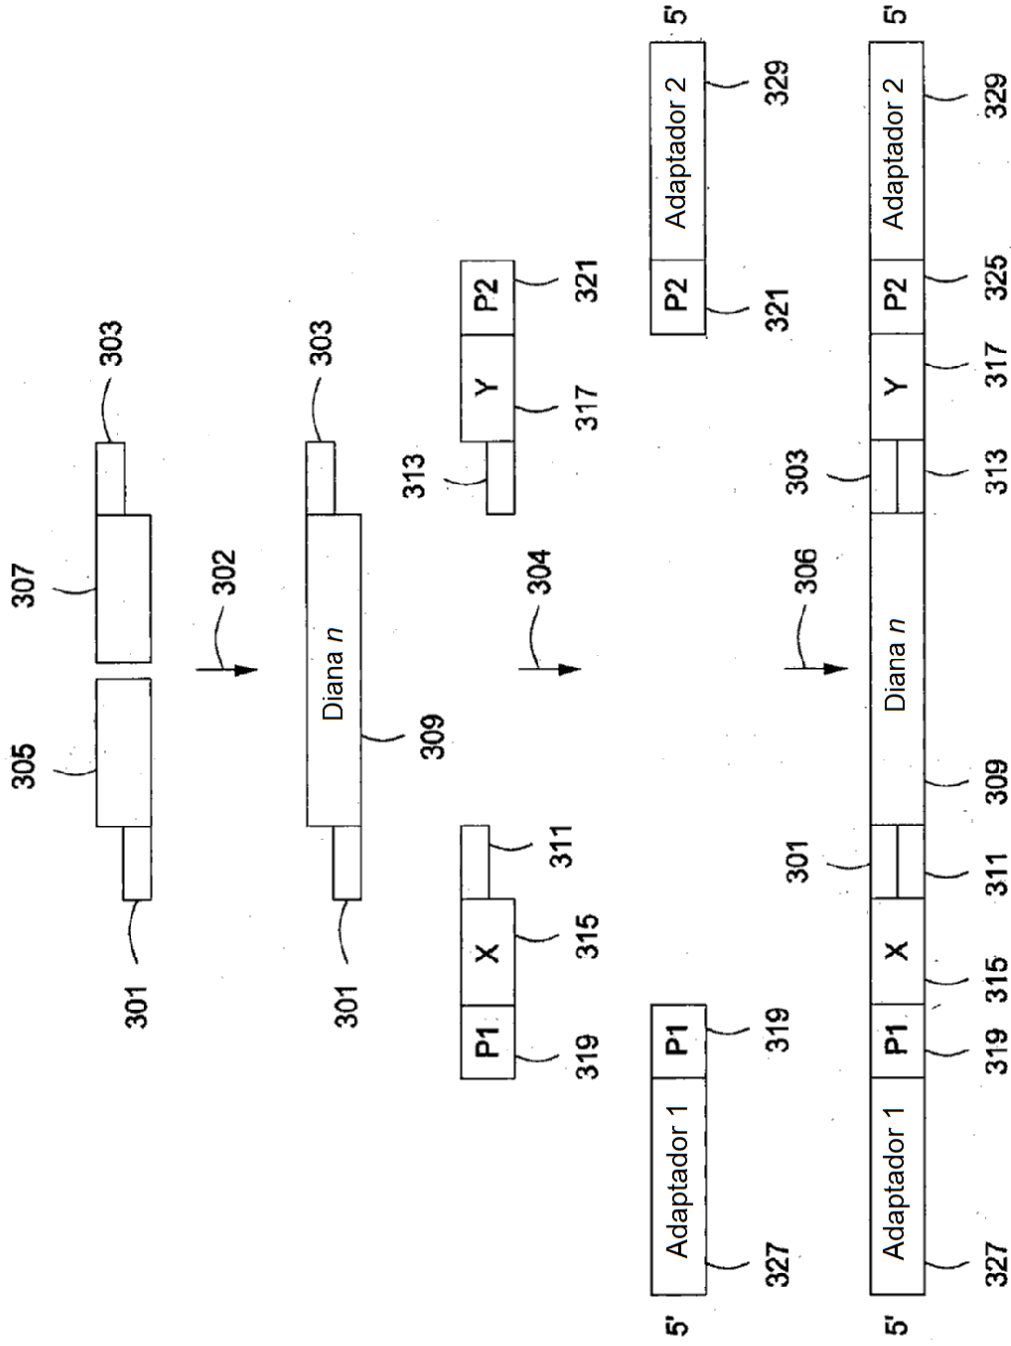 305 307
303
301
302
303
Diana n
301
313
309
P1 X Y P2
304
311
319 315 317 321
5' Adaptador 1 P1 P2 Adaptador 2 5'
327 319 321 329
301 306 303
5' Adaptador 1 P1 X Diana n Y P2 Adaptador 2 5'
327 319 315 311 309 313 317 325 329